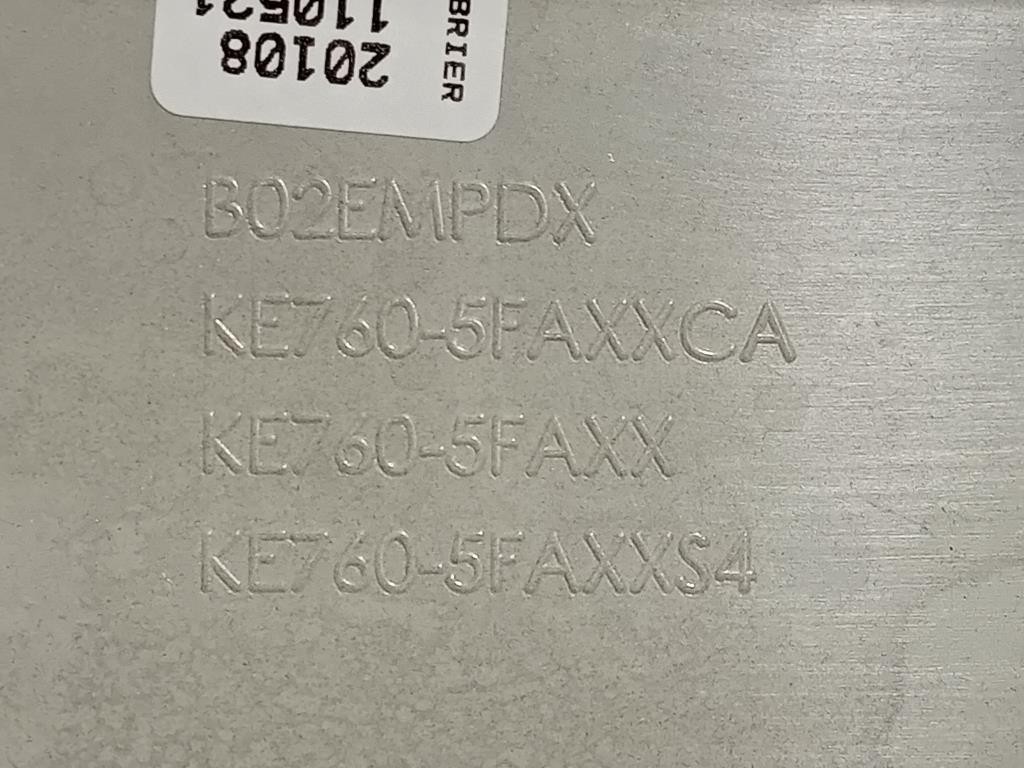 20108
BRIER
B02EMPDX
KE760-5FAXXCA
KE760-5FAXX
KE760-5FAXXS4